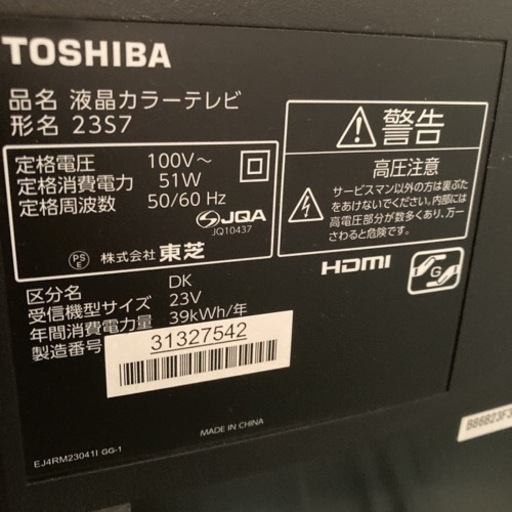 TOSHIBA
品名 液晶カラーテレビ
形名 23S7
定格電圧 100V～
定格消費電力 51W
定格周波数 50/60 Hz
JQA
JQ10437
PS
E
株式会社 東芝
警告
高圧注意
サービスマン以外の方は裏ぶた
をあけないでください。内部には
高電圧部分が数多くあり、万一
さわると危険です。
HDMI
G
区分名 DK
受信機型サイズ 23V
年間消費電力量 39kWh/年
製造番号 31327542
MADE IN CHINA
EJ4RM23041I GG-1
B86B23F3